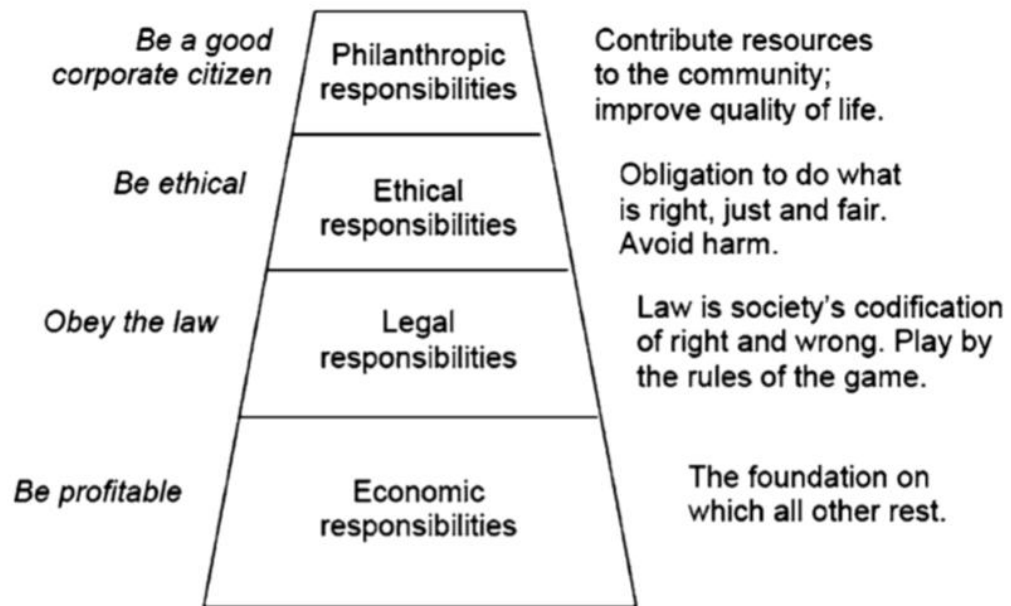 Be a good
corporate citizen
Philanthropic
responsibilities
Contribute resources
to the community;
improve quality of life.
Be ethical
Ethical
responsibilities
Obligation to do what
is right, just and fair.
Avoid harm.
Obey the law
Legal
responsibilities
Law is society's codification
of right and wrong. Play by
the rules of the game.
Be profitable
Economic
responsibilities
The foundation on
which all other rest.